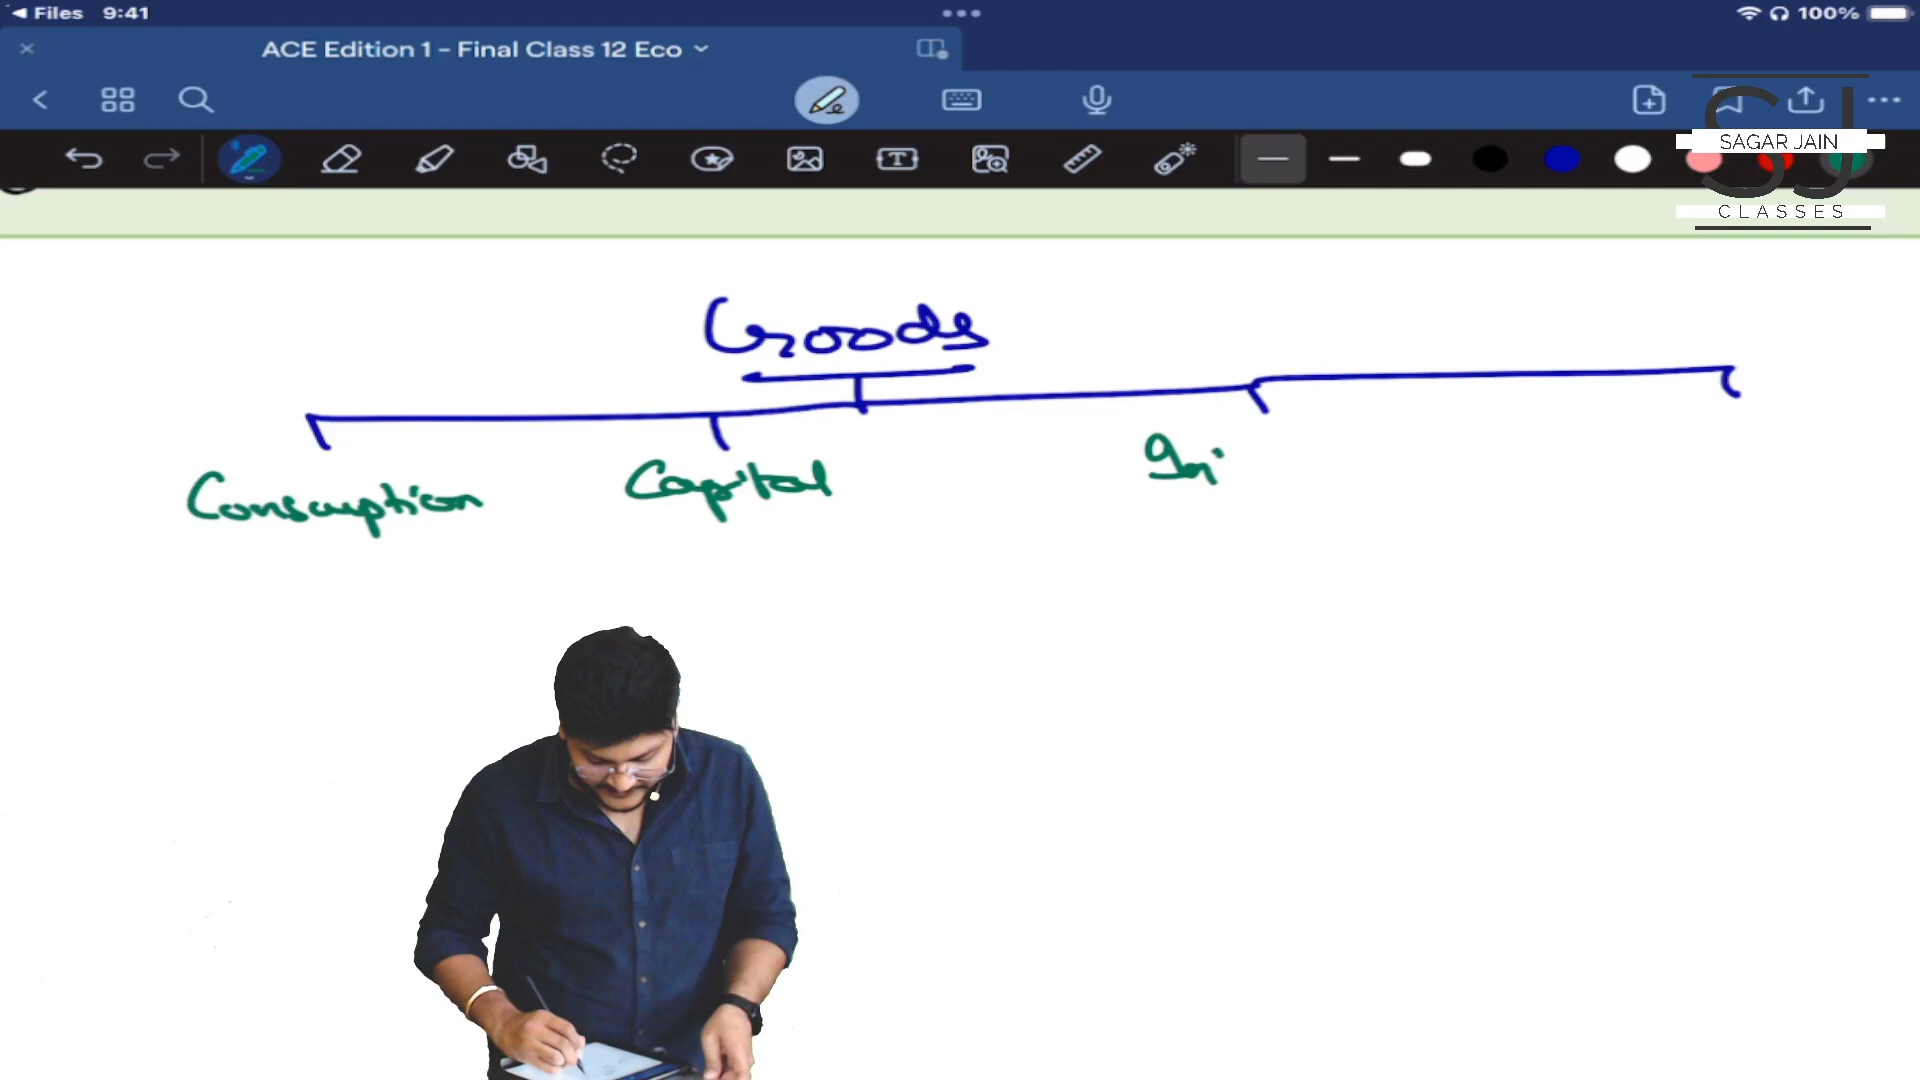 Files 9:41 100%
ACE Edition 1 - Final Class 12 Eco
SAGAR JAIN
CLASSES
Goods
Consumption Capital